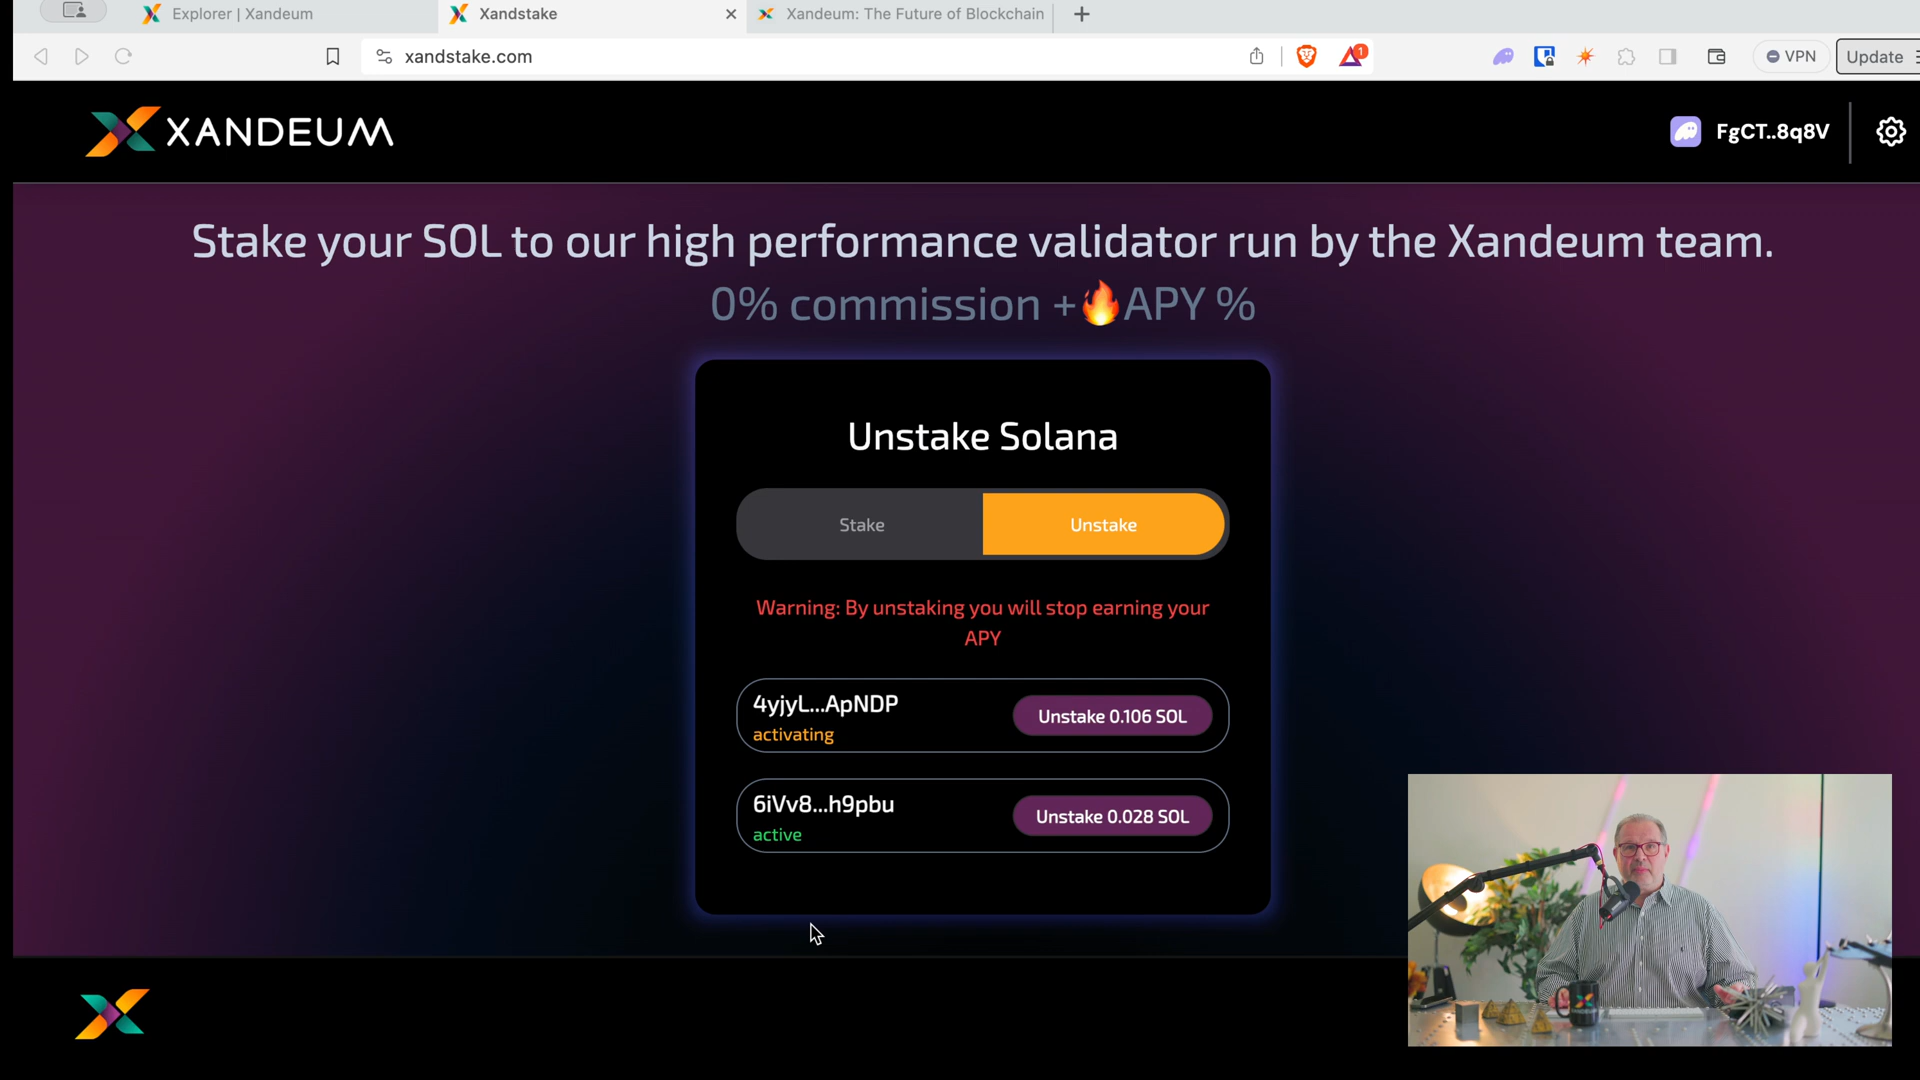 Explorer | Xandeum
Xandstake
Xandeum: The Future of Blockchain
xandstake.com
1
VPN
Update
XANDEUM
FgCT..8q8V
Stake your SOL to our high performance validator run by the Xandeum team.
0% commission +🔥APY %
Unstake Solana
Stake
Unstake
Warning: By unstaking you will stop earning your
APY
4yjyL...ApNDP
activating
Unstake 0.106 SOL
6iVv8...h9pbu
active
Unstake 0.028 SOL
XANDEUM